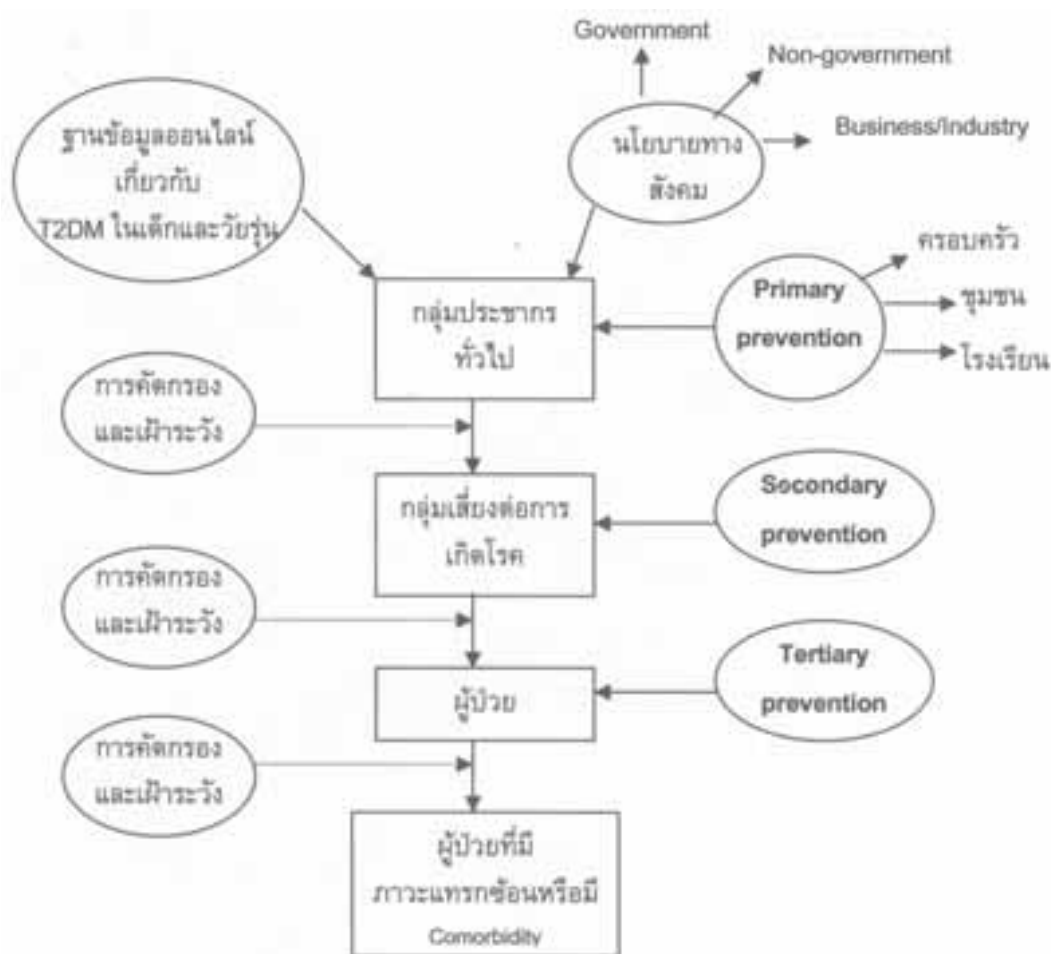 Government
Non-government
Business/Industry
นโยบายทาง
สังคม
ฐานข้อมูลออนไลน์
เกี่ยวกับ
T2DM ในเด็กและวัยรุ่น
กลุ่มประชากร
ทั่วไป
Primary
prevention
ครอบครัว
ชุมชน
โรงเรียน
การคัดกรอง
และเฝ้าระวัง
กลุ่มเสี่ยงต่อการ
เกิดโรค
Secondary
prevention
การคัดกรอง
และเฝ้าระวัง
ผู้ป่วย
Tertiary
prevention
การคัดกรอง
และเฝ้าระวัง
ผู้ป่วยที่มี
ภาวะแทรกซ้อนหรือมี
Comorbidity